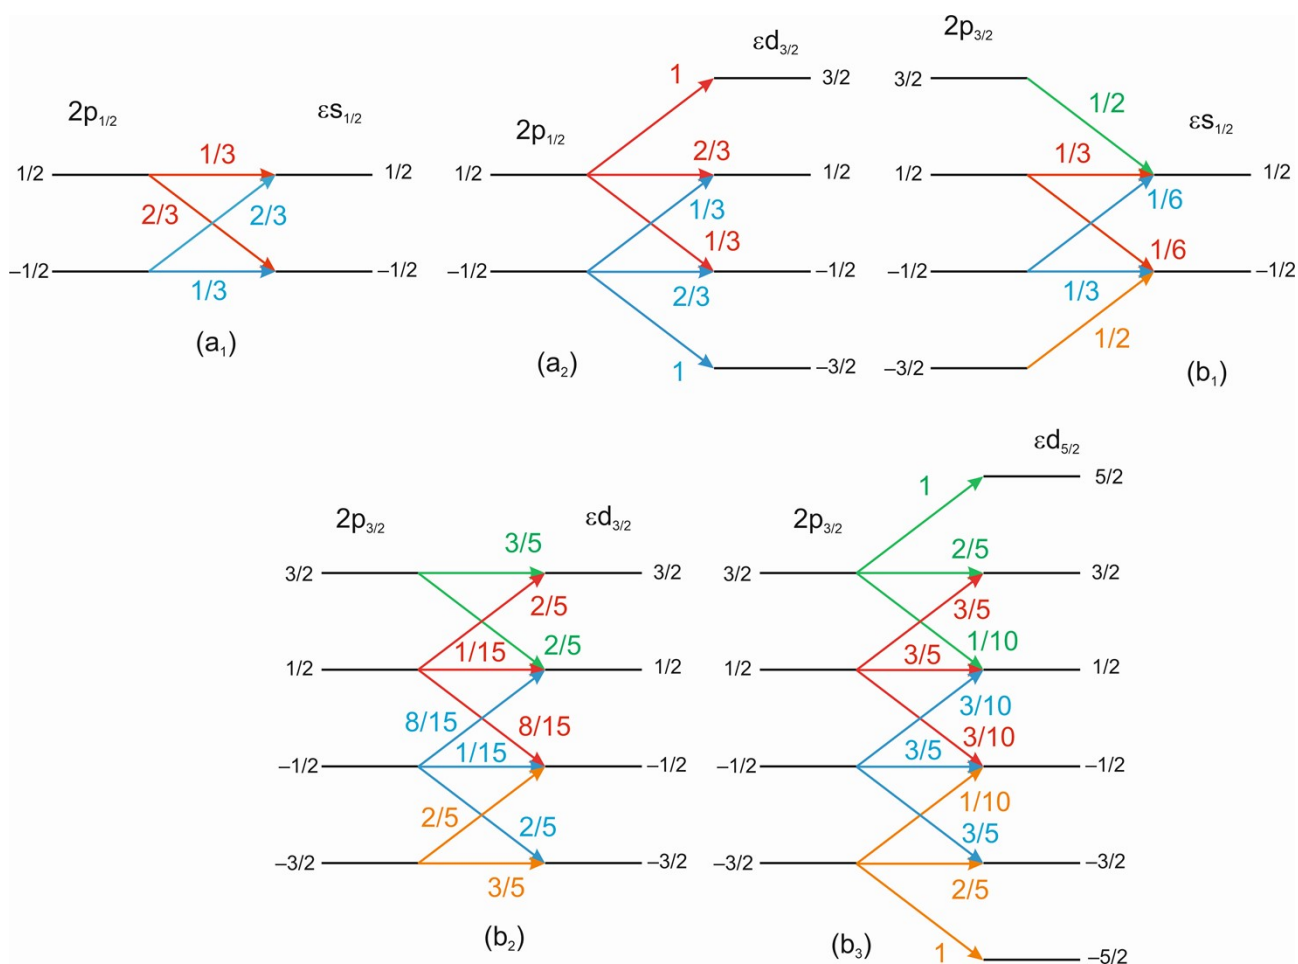 2p1/2 εs1/2
1/2 1/3 1/2
2/3 2/3
–1/2 1/3 –1/2
(a1)
εd3/2
1 3/2
2p1/2
1/2 2/3 1/2
1/3
1/3
–1/2 2/3 –1/2
1 –3/2
(a2)
2p3/2
3/2 1/2
εs1/2
1/2 1/3 1/2
1/6
1/6
–1/2 1/3 –1/2
1/2
–3/2
(b1)
2p3/2 εd3/2
3/5
3/2 3/2
2/5
1/15 2/5
1/2 1/2
8/15 8/15
1/15
–1/2 –1/2
2/5 2/5
–3/2 –3/2
3/5
(b2)
εd5/2
1 5/2
2p3/2
2/5
3/2 3/2
3/5
3/5 1/10
1/2 1/2
3/10
3/5 3/10
–1/2 –1/2
1/10
3/5
–3/2 –3/2
2/5
1 –5/2
(b3)